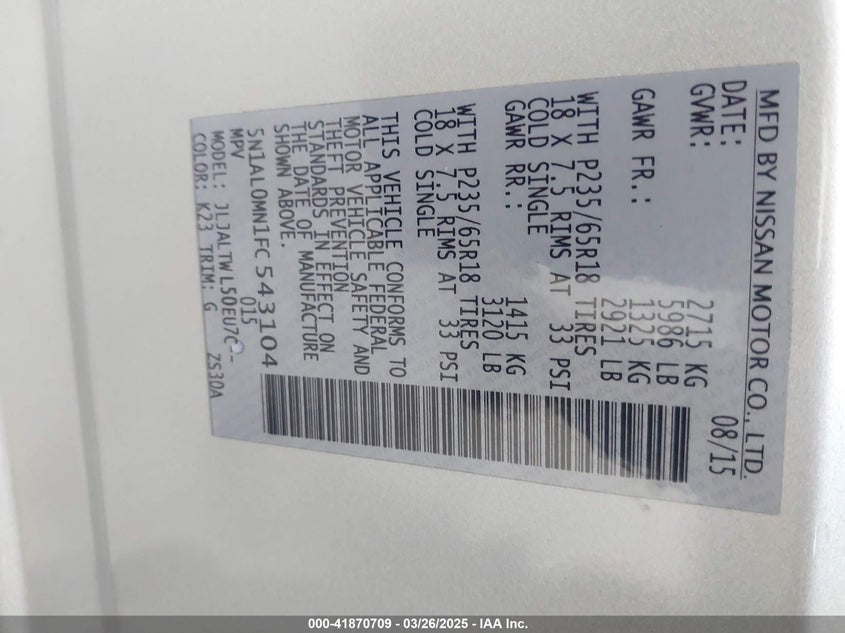 MFD BY NISSAN MOTOR CO., LTD.
DATE: 08/15
GVWR: 2715 KG
5986 LB
GAWR FR.: 1325 KG
2921 LB
WITH P235/65R18 TIRES
18 X 7.5 RIMS AT 33 PSI
COLD SINGLE
GAWR RR.: 1415 KG
3120 LB
WITH P235/65R18 TIRES
18 X 7.5 RIMS AT 33 PSI
COLD SINGLE
THIS VEHICLE CONFORMS TO
ALL APPLICABLE FEDERAL
MOTOR VEHICLE SAFETY AND
THEFT PREVENTION
STANDARDS IN EFFECT ON
THE DATE OF MANUFACTURE
SHOWN ABOVE.
5N1AL0MN1FC543104
MPV 015
MODEL: JLJALTWL50EU7C-
COLOR: K23 TRIM: G ZS30A
000-41870709 - 03/26/2025 - IAA Inc.